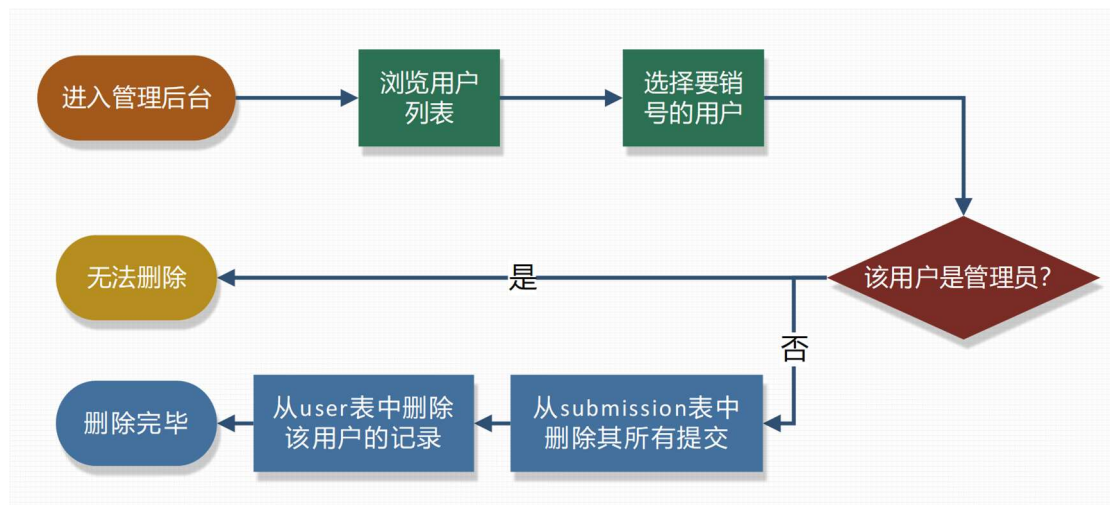 进入管理后台
浏览用户
列表
选择要销
号的用户
该用户是管理员？
是
无法删除
否
从submission表中
删除其所有提交
从user表中删除
该用户的记录
删除完毕